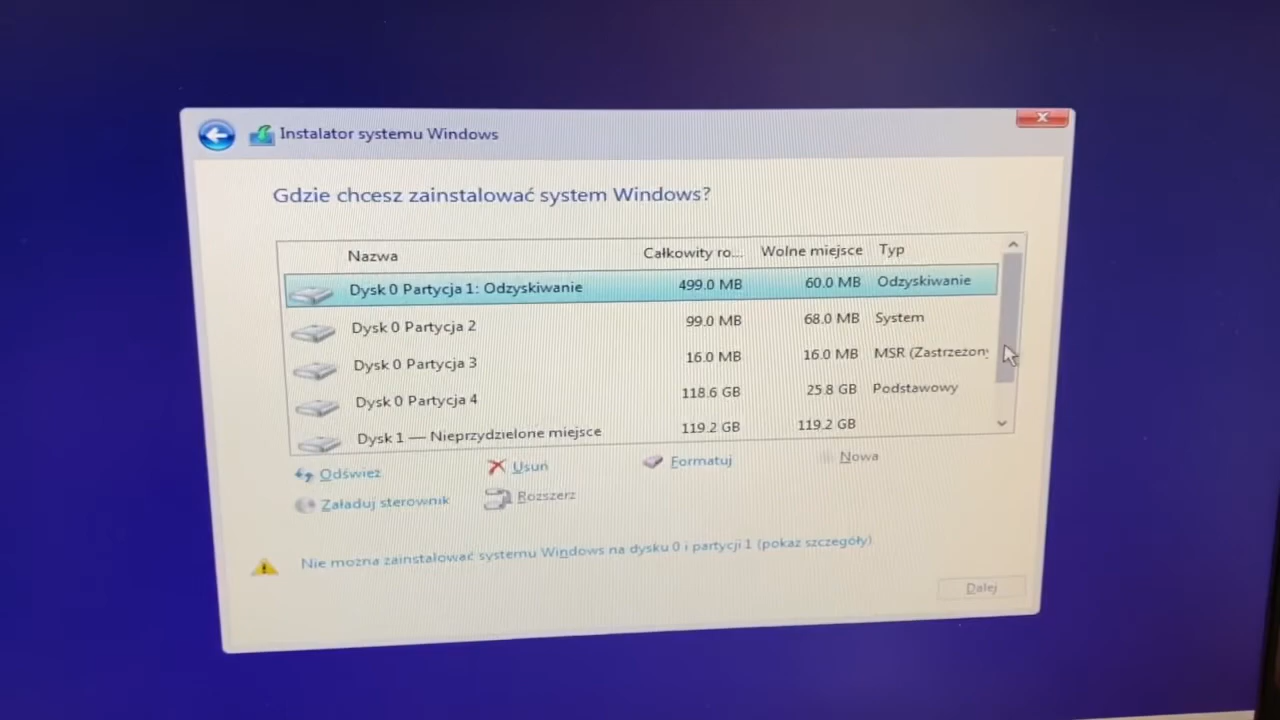 Instalator systemu Windows
Gdzie chcesz zainstalować system Windows?
Nazwa Całkowity ro... Wolne miejsce Typ
Dysk 0 Partycja 1: Odzyskiwanie 499.0 MB 60.0 MB Odzyskiwanie
Dysk 0 Partycja 2 99.0 MB 68.0 MB System
Dysk 0 Partycja 3 16.0 MB 16.0 MB MSR (Zastrzeżony
Dysk 0 Partycja 4 118.6 GB 25.8 GB Podstawowy
Dysk 1 — Nieprzydzielone miejsce 119.2 GB 119.2 GB
Odśwież Usuń Formatuj Nowa
Załaduj sterownik Rozszerz
Nie można zainstalować systemu Windows na dysku 0 i partycji 1 (pokaż szczegóły)
Dalej